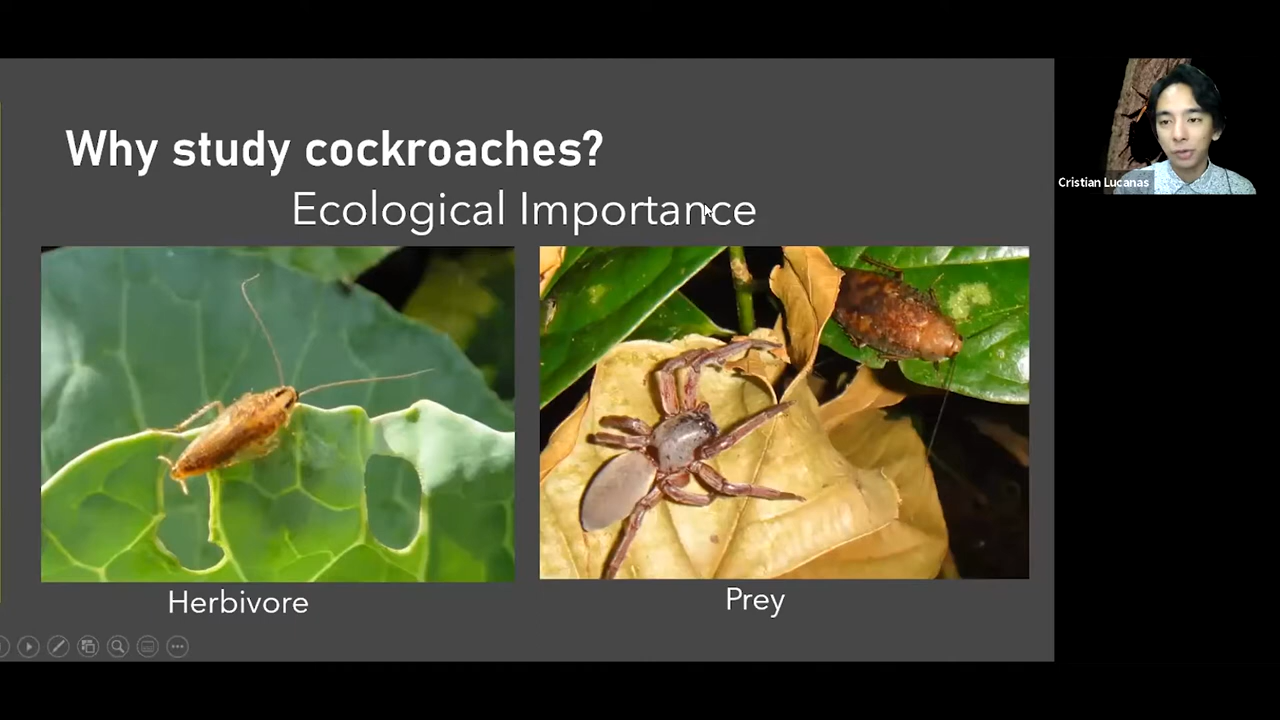 Why study cockroaches?
Ecological Importance
Cristian Lucanas
Herbivore
Prey